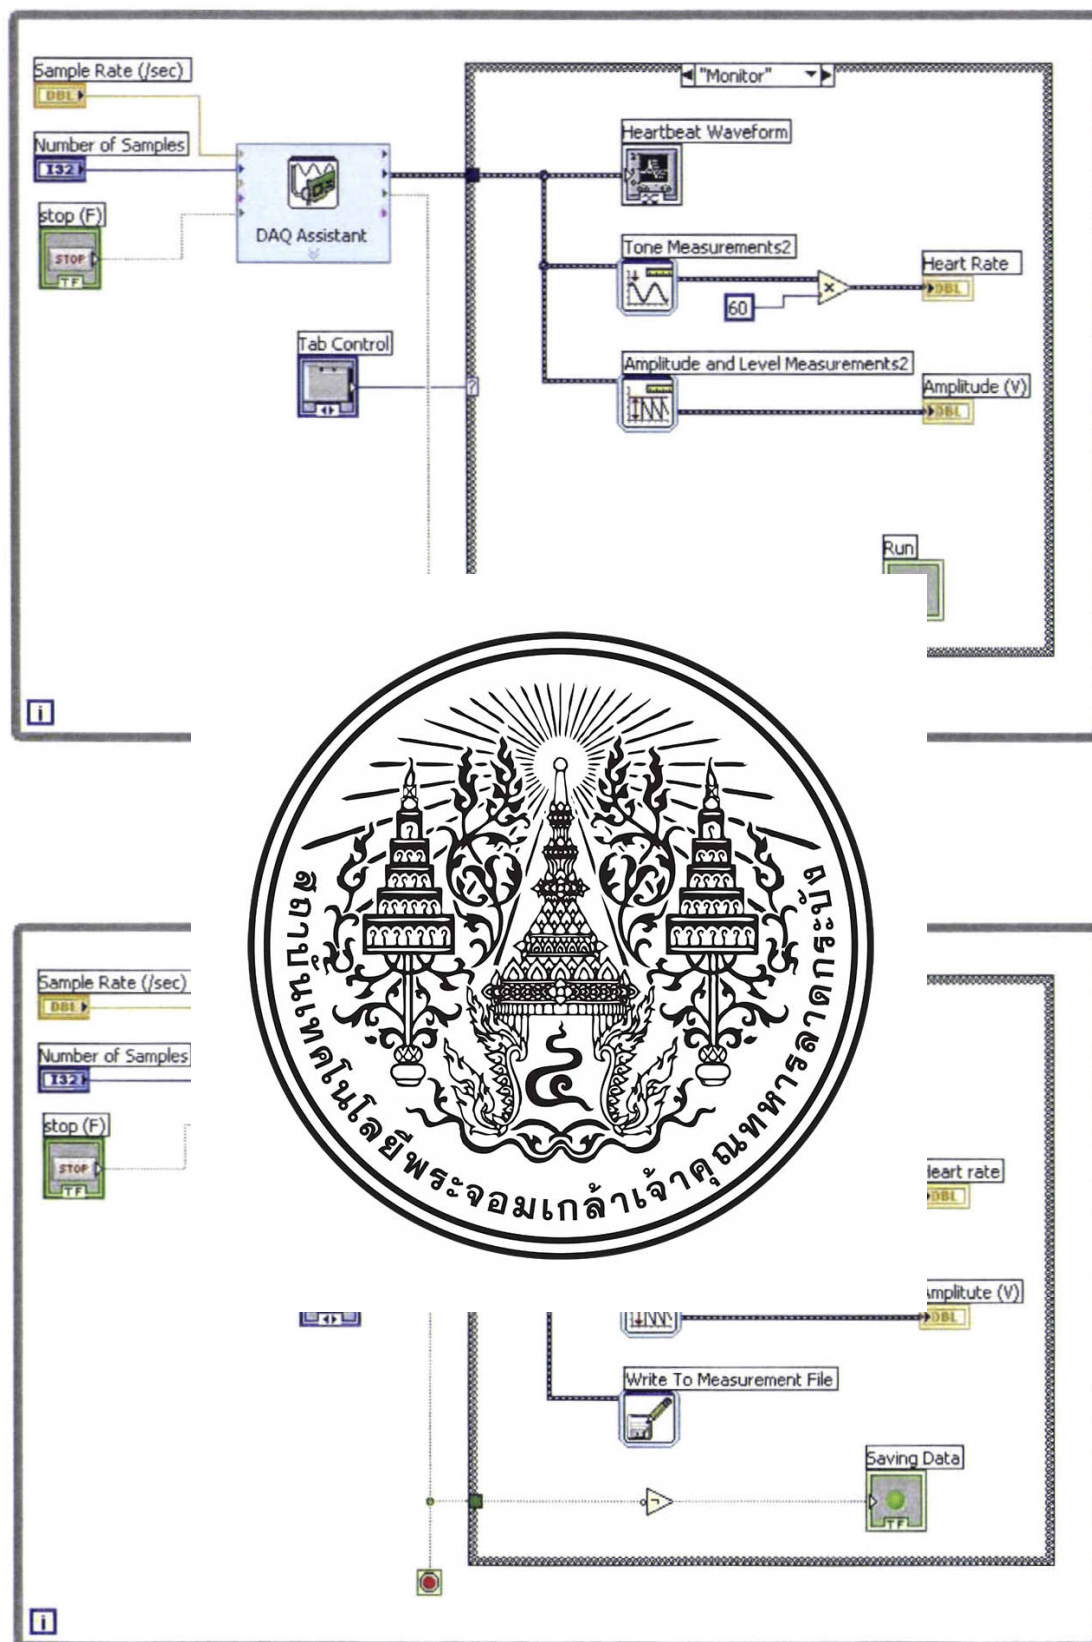 Sample Rate (/sec)
DBL
Number of Samples
I32
stop (F)
STOP
TF
DAQ Assistant
Tab Control
?
"Monitor"
Heartbeat Waveform
Tone Measurements2
60
x
Heart Rate
DBL
Amplitude and Level Measurements2
Amplitude (V)
DBL
Run
i
สถาบันเทคโนโลยีพระจอมเกล้าเจ้าคุณทหารลาดกระบัง
๔
Sample Rate (/sec)
DBL
Number of Samples
I32
stop (F)
STOP
TF
Heart rate
DBL
Amplitute (V)
DBL
Write To Measurement File
Saving Data
TF
i